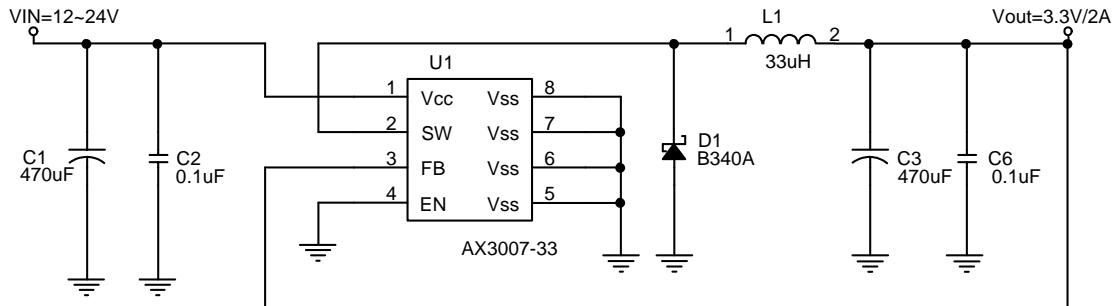 VIN=12~24V
L1
Vout=3.3V/2A
1
2
33uH
U1
1
Vcc
Vss
8
2
SW
Vss
7
3
FB
Vss
6
4
EN
Vss
5
AX3007-33
C1
470uF
C2
0.1uF
D1
B340A
C3
470uF
C6
0.1uF